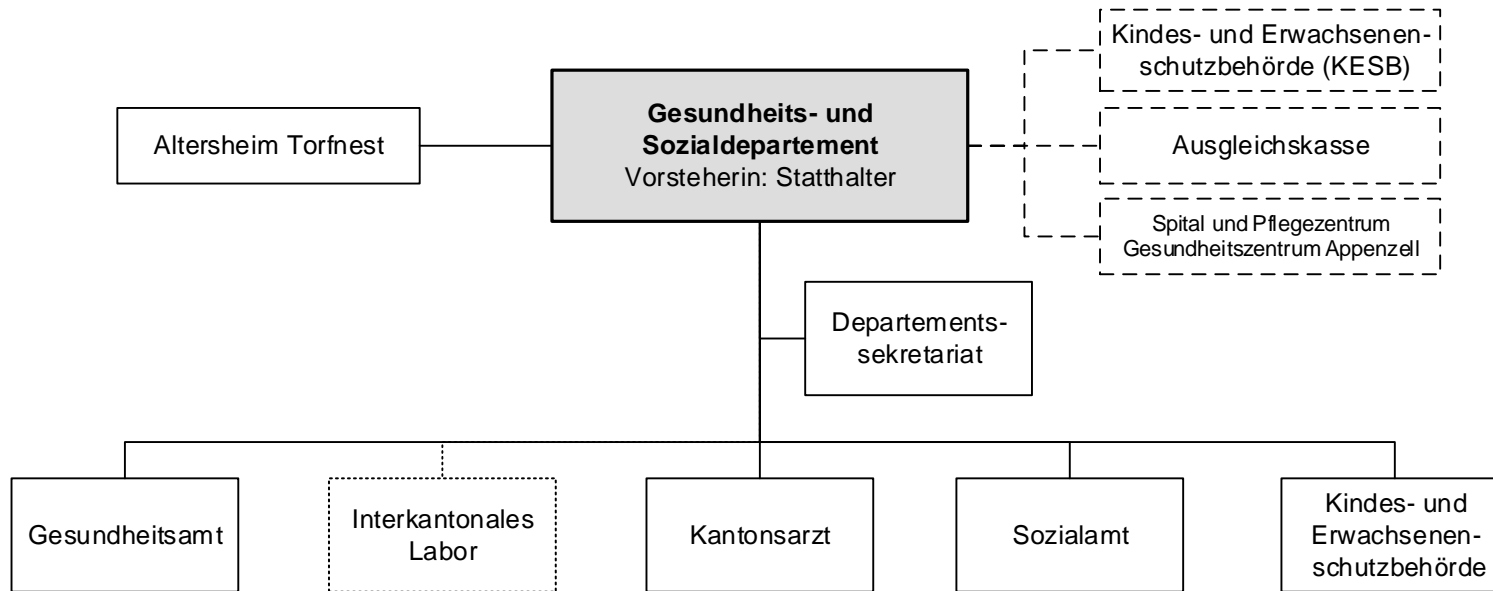 Kindes- und Erwachsenen-
schutzbehörde (KESB)
Gesundheits- und
Sozialdepartement
Vorsteherin: Statthalter
Altersheim Torfnest
Ausgleichskasse
Spital und Pflegezentrum
Gesundheitszentrum Appenzell
Departements-
sekretariat
Gesundheitsamt
Interkantonales
Labor
Kantonsarzt
Sozialamt
Kindes- und
Erwachsenen-
schutzbehörde